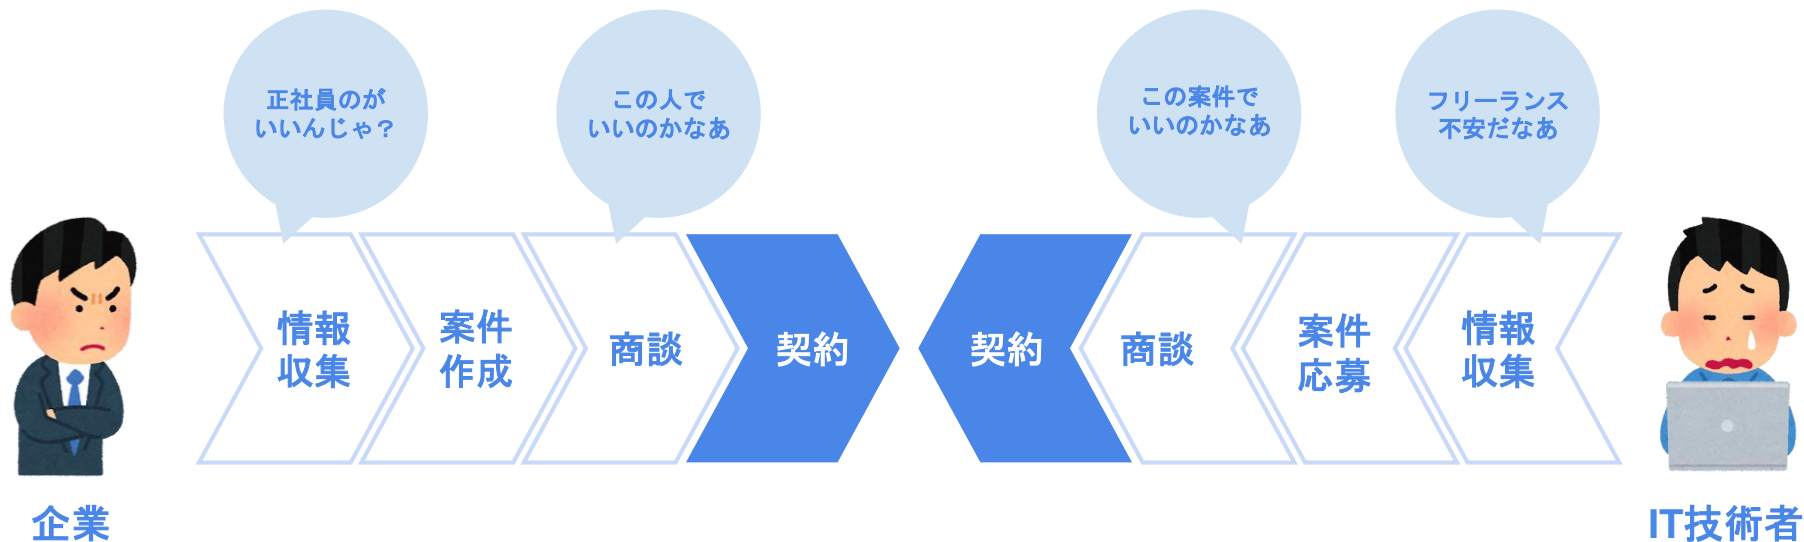 正社員のが
いいんじゃ？
この人で
いいのかなあ
この案件で
いいのかなあ
フリーランス
不安だなあ
情報
収集
案件
作成
商談
契約
契約
商談
案件
応募
情報
収集
企業
IT技術者